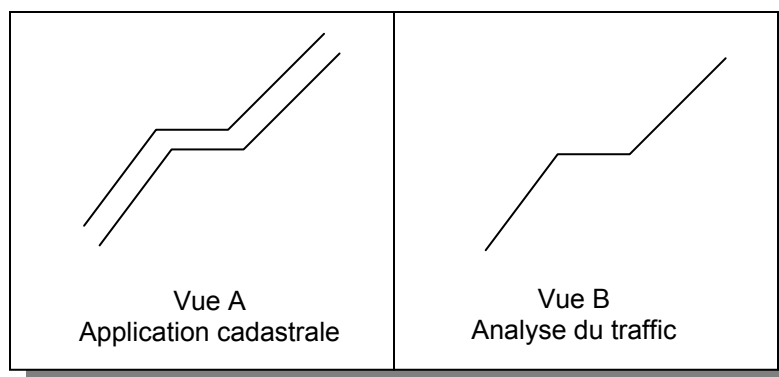 Vue A
Application cadastrale
Vue B
Analyse du traffic